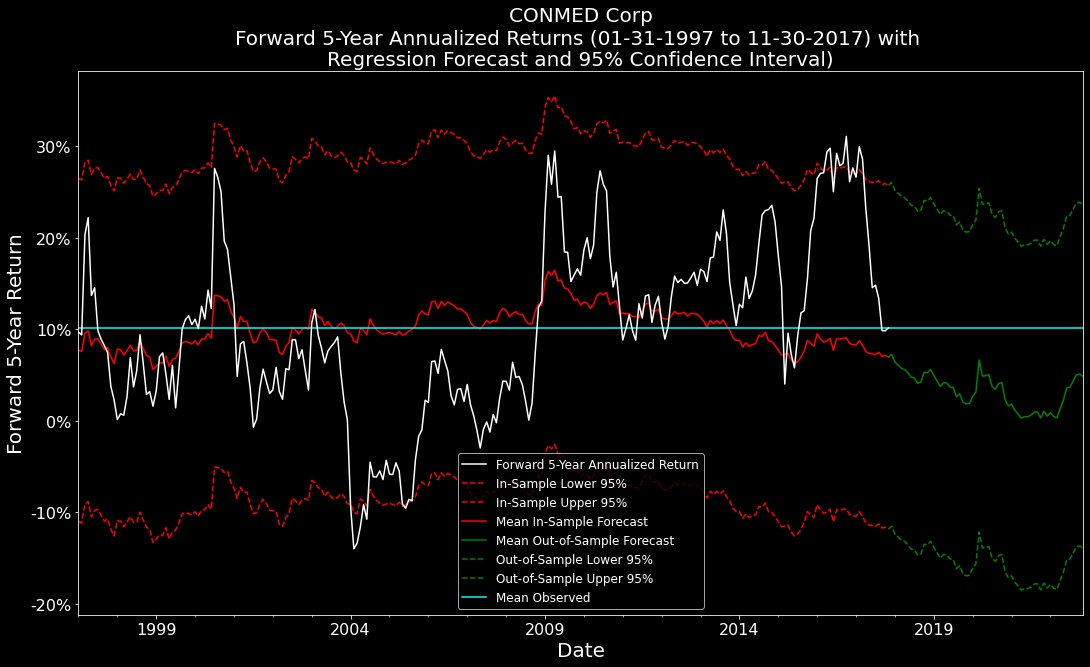 CONMED Corp
Forward 5-Year Annualized Returns (01-31-1997 to 11-30-2017) with
Regression Forecast and 95% Confidence Interval)
Forward 5-Year Return
30%
20%
10%
0%
-10%
-20%
Forward 5-Year Annualized Return
In-Sample Lower 95%
In-Sample Upper 95%
Mean In-Sample Forecast
Mean Out-of-Sample Forecast
Out-of-Sample Lower 95%
Out-of-Sample Upper 95%
Mean Observed
1999
2004
2009
2014
2019
Date